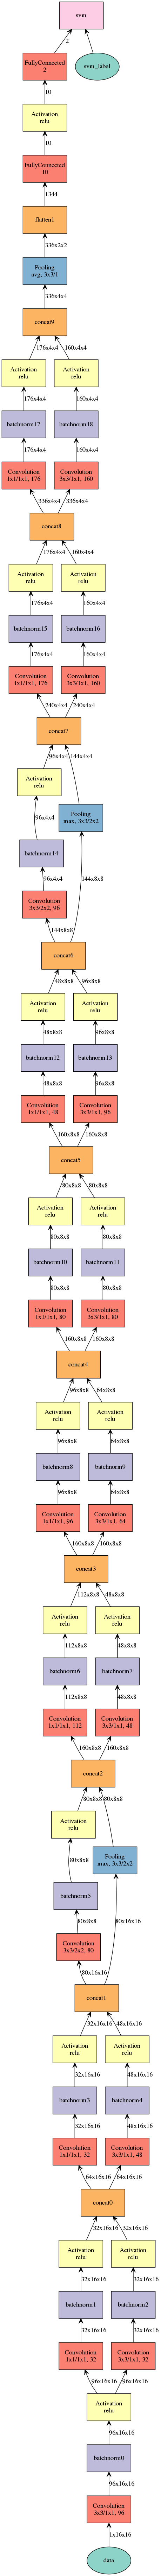 svm
2
svm_label
FullyConnected
2
10
Activation
relu
10
FullyConnected
10
1344
flatten1
336x2x2
Pooling
avg, 3x3/1
336x4x4
concat9
176x4x4
160x4x4
Activation
relu
Activation
relu
176x4x4
160x4x4
batchnorm17
batchnorm18
176x4x4
160x4x4
Convolution
1x1/1x1, 176
Convolution
3x3/1x1, 160
336x4x4
336x4x4
concat8
176x4x4
160x4x4
Activation
relu
Activation
relu
176x4x4
160x4x4
batchnorm15
batchnorm16
176x4x4
160x4x4
Convolution
1x1/1x1, 176
Convolution
3x3/1x1, 160
240x4x4
240x4x4
concat7
96x4x4
144x4x4
Activation
relu
Pooling
max, 3x3/2x2
96x4x4
batchnorm14
96x4x4
144x8x8
Convolution
3x3/2x2, 96
144x8x8
concat6
48x8x8
96x8x8
Activation
relu
Activation
relu
48x8x8
96x8x8
batchnorm12
batchnorm13
48x8x8
96x8x8
Convolution
1x1/1x1, 48
Convolution
3x3/1x1, 96
160x8x8
160x8x8
concat5
80x8x8
80x8x8
Activation
relu
Activation
relu
80x8x8
80x8x8
batchnorm10
batchnorm11
80x8x8
80x8x8
Convolution
1x1/1x1, 80
Convolution
3x3/1x1, 80
160x8x8
160x8x8
concat4
96x8x8
64x8x8
Activation
relu
Activation
relu
96x8x8
64x8x8
batchnorm8
batchnorm9
96x8x8
64x8x8
Convolution
1x1/1x1, 96
Convolution
3x3/1x1, 64
160x8x8
160x8x8
concat3
112x8x8
48x8x8
Activation
relu
Activation
relu
112x8x8
48x8x8
batchnorm6
batchnorm7
112x8x8
48x8x8
Convolution
1x1/1x1, 112
Convolution
3x3/1x1, 48
160x8x8
160x8x8
concat2
80x8x8
80x8x8
Activation
relu
Pooling
max, 3x3/2x2
80x8x8
batchnorm5
80x8x8
80x16x16
Convolution
3x3/2x2, 80
80x16x16
concat1
32x16x16
48x16x16
Activation
relu
Activation
relu
32x16x16
48x16x16
batchnorm3
batchnorm4
32x16x16
48x16x16
Convolution
1x1/1x1, 32
Convolution
3x3/1x1, 48
64x16x16
64x16x16
concat0
32x16x16
32x16x16
Activation
relu
Activation
relu
32x16x16
32x16x16
batchnorm1
batchnorm2
32x16x16
32x16x16
Convolution
1x1/1x1, 32
Convolution
3x3/1x1, 32
96x16x16
96x16x16
Activation
relu
96x16x16
batchnorm0
96x16x16
Convolution
3x3/1x1, 96
1x16x16
data